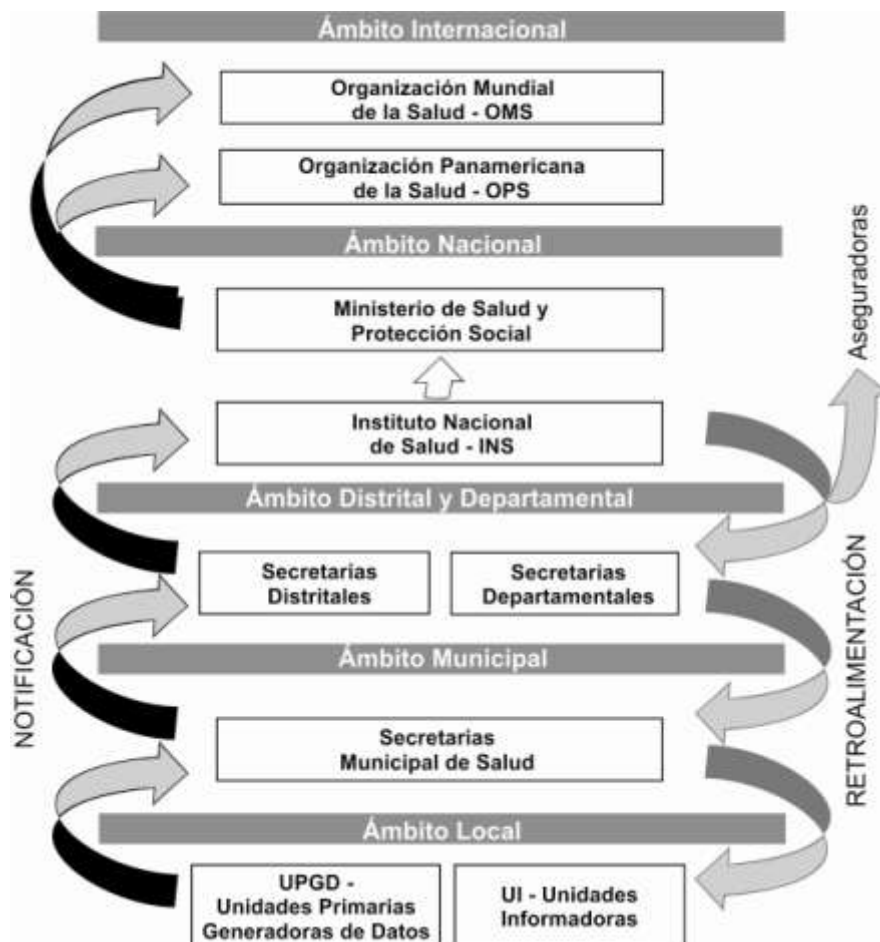 Ámbito Internacional
Organización Mundial
de la Salud - OMS
Organización Panamericana
de la Salud - OPS
Ámbito Nacional
Ministerio de Salud y
Protección Social
Aseguradoras
Instituto Nacional
de Salud - INS
Ámbito Distrital y Departamental
Secretarias
Distritales
Secretarias
Departamentales
NOTIFICACIÓN
RETROALIMENTACIÓN
Ámbito Municipal
Secretarias
Municipal de Salud
Ámbito Local
UPGD -
Unidades Primarias
Generadoras de Datos
UI - Unidades
Informadoras